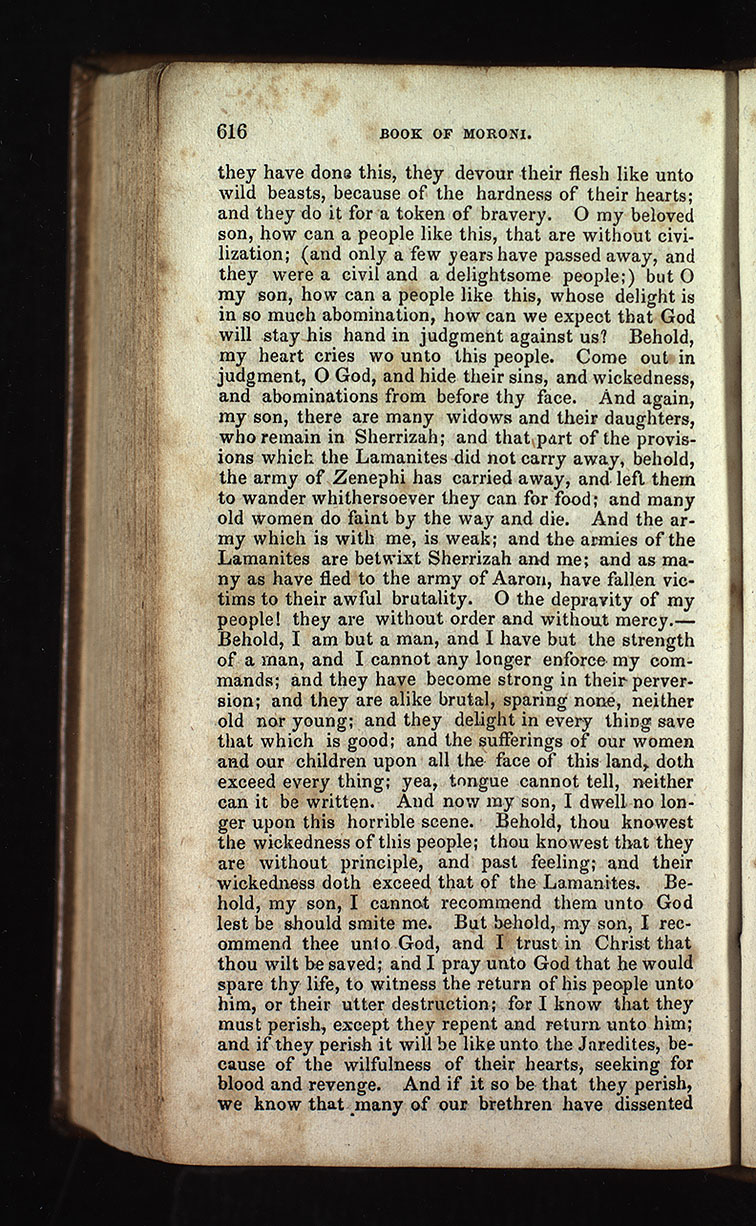 616 BOOK OF MORONI.
they have done this, they devour their flesh like unto
wild beasts, because of the hardness of their hearts;
and they do it for a token of bravery. O my beloved
son, how can a people like this, that are without civi-
lization; (and only a few years have passed away, and
they were a civil and a delightsome people;) but O
my son, how can a people like this, whose delight is
in so much abomination, how can we expect that God
will stay his hand in judgment against us? Behold,
my heart cries wo unto this people. Come out in
judgment, O God, and hide their sins, and wickedness,
and abominations from before thy face. And again,
my son, there are many widows and their daughters,
who remain in Sherrizah; and that part of the provis-
ions which the Lamanites did not carry away, behold,
the army of Zenephi has carried away, and left them
to wander whithersoever they can for food; and many
old women do faint by the way and die. And the ar-
my which is with me, is weak; and the armies of the
Lamanites are betwixt Sherrizah and me; and as ma-
ny as have fled to the army of Aaron, have fallen vic-
tims to their awful brutality. O the depravity of my
people! they are without order and without mercy.—
Behold, I am but a man, and I have but the strength
of a man, and I cannot any longer enforce my com-
mands; and they have become strong in their perver-
sion; and they are alike brutal, sparing none, neither
old nor young; and they delight in every thing save
that which is good; and the sufferings of our women
and our children upon all the face of this land, doth
exceed every thing; yea, tongue cannot tell, neither
can it be written. And now my son, I dwell no lon-
ger upon this horrible scene. Behold, thou knowest
the wickedness of this people; thou knowest that they
are without principle, and past feeling; and their
wickedness doth exceed that of the Lamanites. Be-
hold, my son, I cannot recommend them unto God
lest be should smite me. But behold, my son, I rec-
ommend thee unto God, and I trust in Christ that
thou wilt be saved; and I pray unto God that he would
spare thy life, to witness the return of his people unto
him, or their utter destruction; for I know that they
must perish, except they repent and return unto him;
and if they perish it will be like unto the Jaredites, be-
cause of the wilfulness of their hearts, seeking for
blood and revenge. And if it so be that they perish,
we know that many of our brethren have dissented